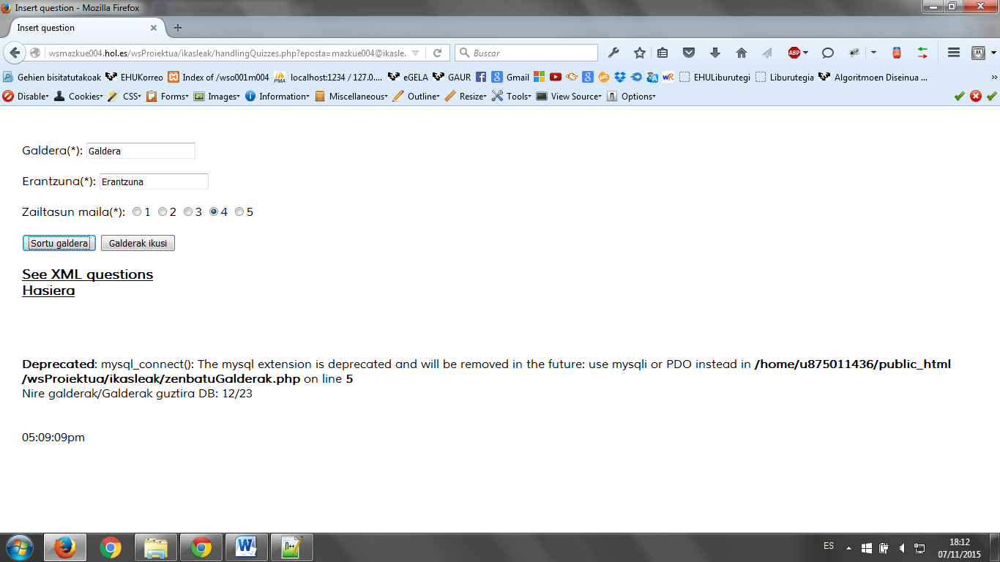 Insert question - Mozilla Firefox
Insert question
wsmazkue004.hol.es/wsProiektua/ikasleak/handlingQuizzes.php?eposta=mazkue004@ikasle.
Buscar
ABP
Gehien bisitatutakoak EHUKorreo Index of /wso001m004 localhost:1234 / 127.0.... eGELA GAUR Gmail EHULiburutegi Liburutegia Algoritmoen Diseinua ... »
Disable Cookies CSS Forms Images Information Miscellaneous Outline Resize Tools View Source Options
Galdera(*): Galdera
Erantzuna(*): Erantzuna
Zailtasun maila(*): 1 2 3 4 5
Sortu galdera Galderak ikusi
See XML questions
Hasiera
Deprecated: mysql_connect(): The mysql extension is deprecated and will be removed in the future: use mysqli or PDO instead in /home/u875011436/public_html
/wsProiektua/ikasleak/zenbatuGalderak.php on line 5
Nire galderak/Galderak guztira DB: 12/23
05:09:09pm
ES
18:12
07/11/2015